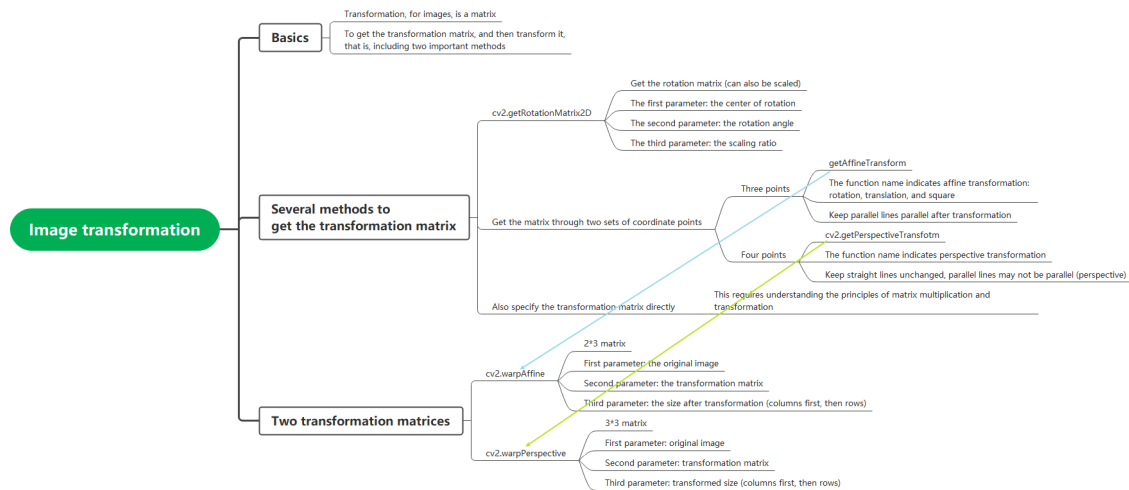 Image transformation
Basics
Transformation, for images, is a matrix
To get the transformation matrix, and then transform it,
that is, including two important methods
Several methods to
get the transformation matrix
cv2.getRotationMatrix2D
Get the rotation matrix (can also be scaled)
The first parameter: the center of rotation
The second parameter: the rotation angle
The third parameter: the scaling ratio
Get the matrix through two sets of coordinate points
Three points
getAffineTransform
The function name indicates affine transformation:
rotation, translation, and square
Keep parallel lines parallel after transformation
Four points
cv2.getPerspectiveTransfotm
The function name indicates perspective transformation
Keep straight lines unchanged, parallel lines may not be parallel (perspective)
Also specify the transformation matrix directly
This requires understanding the principles of matrix multiplication and
transformation
Two transformation matrices
cv2.warpAffine
2*3 matrix
First parameter: the original image
Second parameter: the transformation matrix
Third parameter: the size after transformation (columns first, then rows)
cv2.warpPerspective
3*3 matrix
First parameter: original image
Second parameter: transformation matrix
Third parameter: transformed size (columns first, then rows)